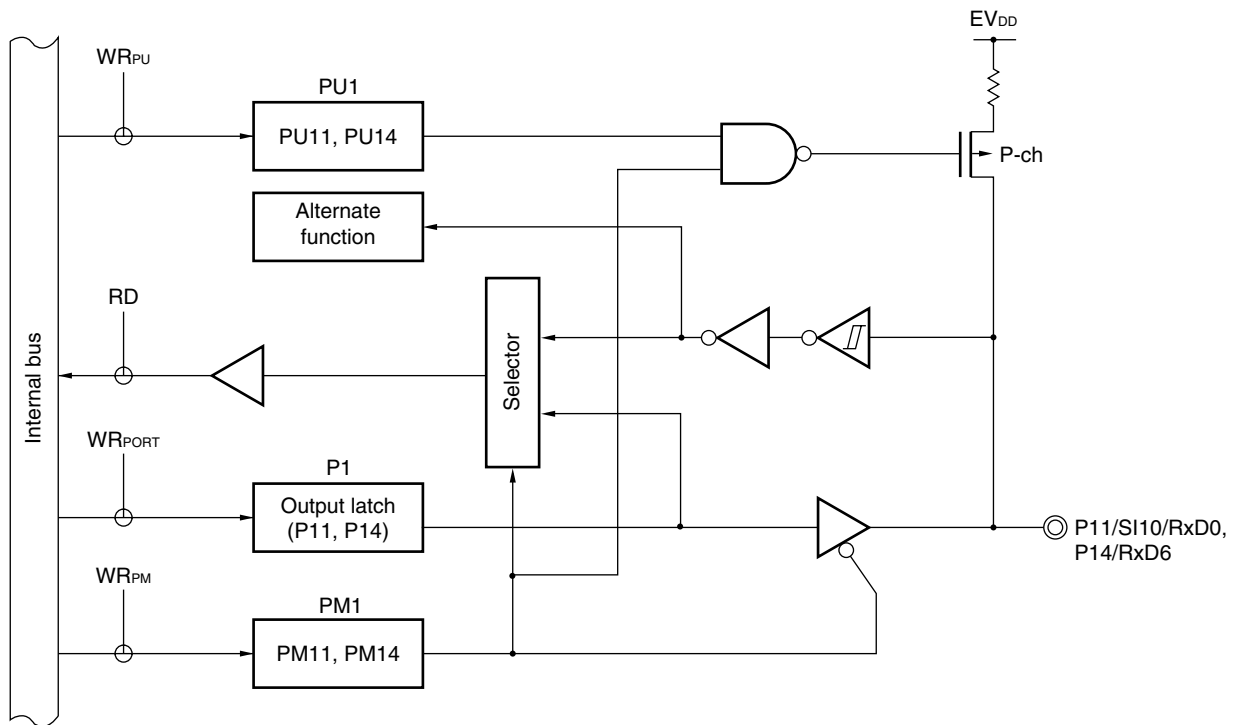 EVDD
WRPU
PU1
PU11, PU14
P-ch
Alternate
function
RD
Internal bus
Selector
WRPORT
P1
Output latch
(P11, P14)
P11/SI10/RxD0,
P14/RxD6
WRPM
PM1
PM11, PM14